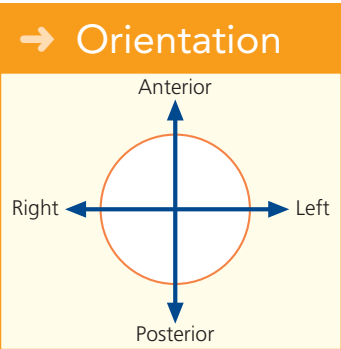 → Orientation
Anterior
Right
Left
Posterior